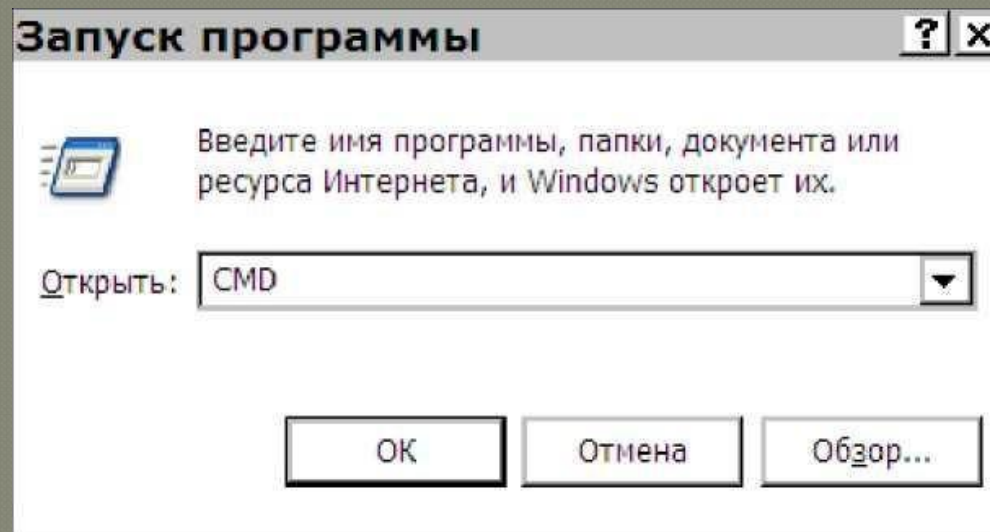 Запуск программы
Введите имя программы, папки, документа или
ресурса Интернета, и Windows откроет их.
Открыть: CMD
ОК Отмена Обзор...